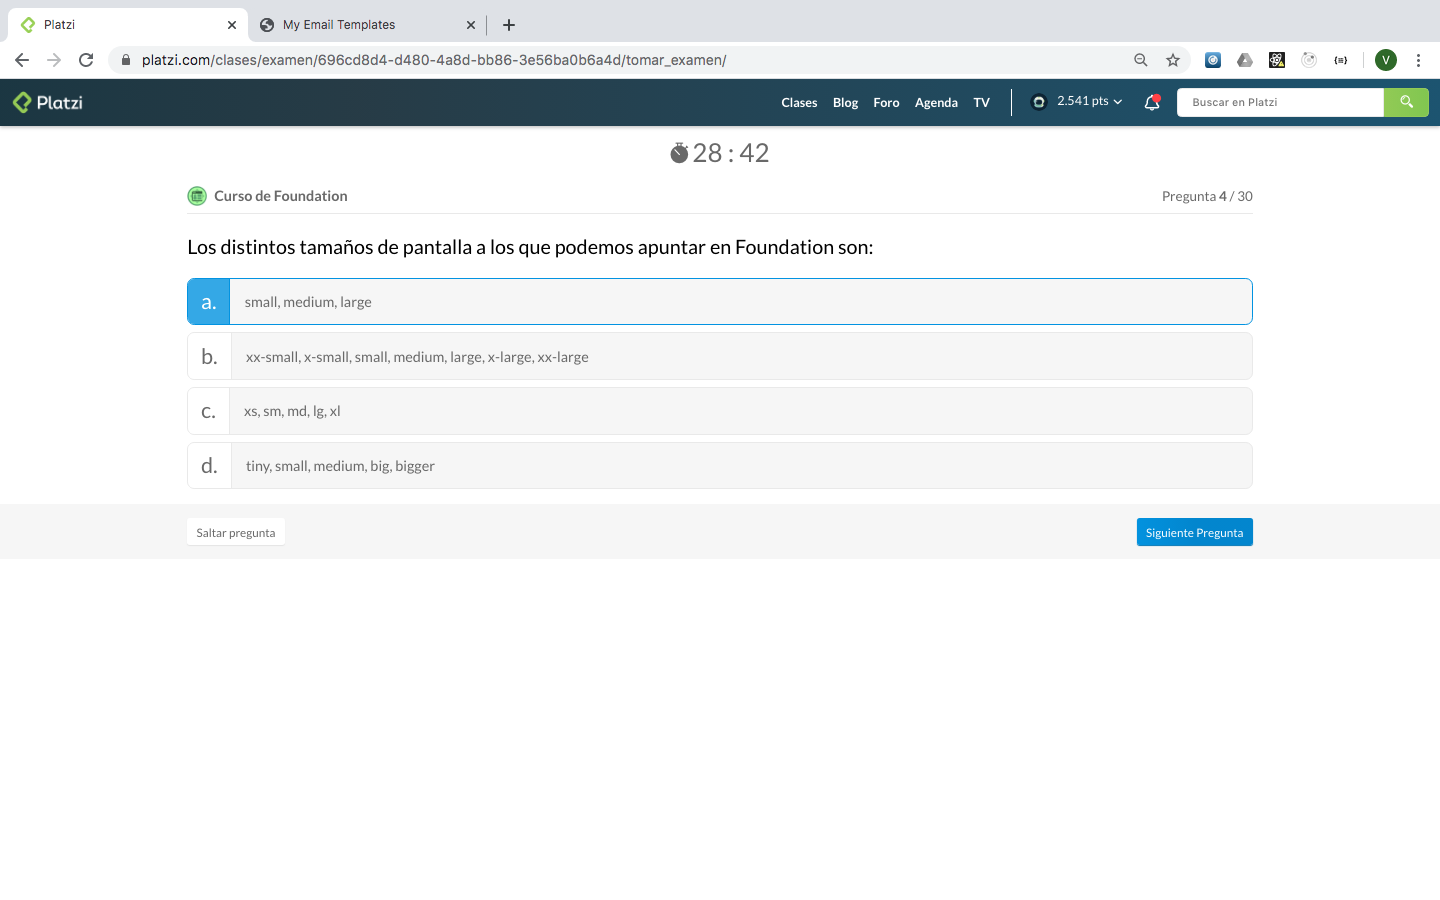 Platzi
My Email Templates
platzi.com/clases/examen/696cd8d4-d480-4a8d-bb86-3e56ba0b6a4d/tomar_examen/
V
Platzi
Clases Blog Foro Agenda TV
2.541 pts
Buscar en Platzi
28 : 42
Curso de Foundation
Pregunta 4 / 30
Los distintos tamaños de pantalla a los que podemos apuntar en Foundation son:
a. small, medium, large
b. xx-small, x-small, small, medium, large, x-large, xx-large
c. xs, sm, md, lg, xl
d. tiny, small, medium, big, bigger
Saltar pregunta
Siguiente Pregunta